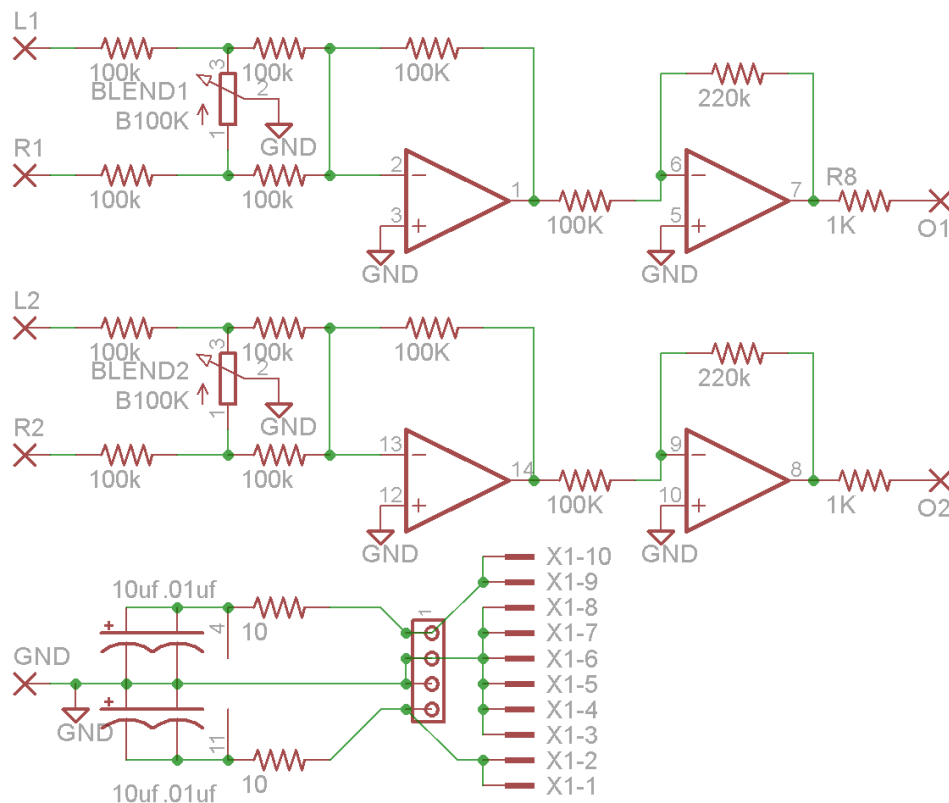 L1
100k
100k
100K
220k
3
BLEND1
2
B100K
1
GND
R1
100k
100k
2
3
1
GND
100K
6
5
7
GND
R8
1K
O1
L2
100k
100k
100K
220k
3
BLEND2
2
B100K
1
GND
R2
100k
100k
13
12
14
GND
100K
9
10
8
GND
1K
O2
10uf
.01uf
4
10
1
X1-10
X1-9
X1-8
X1-7
X1-6
X1-5
X1-4
X1-3
X1-2
X1-1
GND
GND
11
10
10uf
.01uf